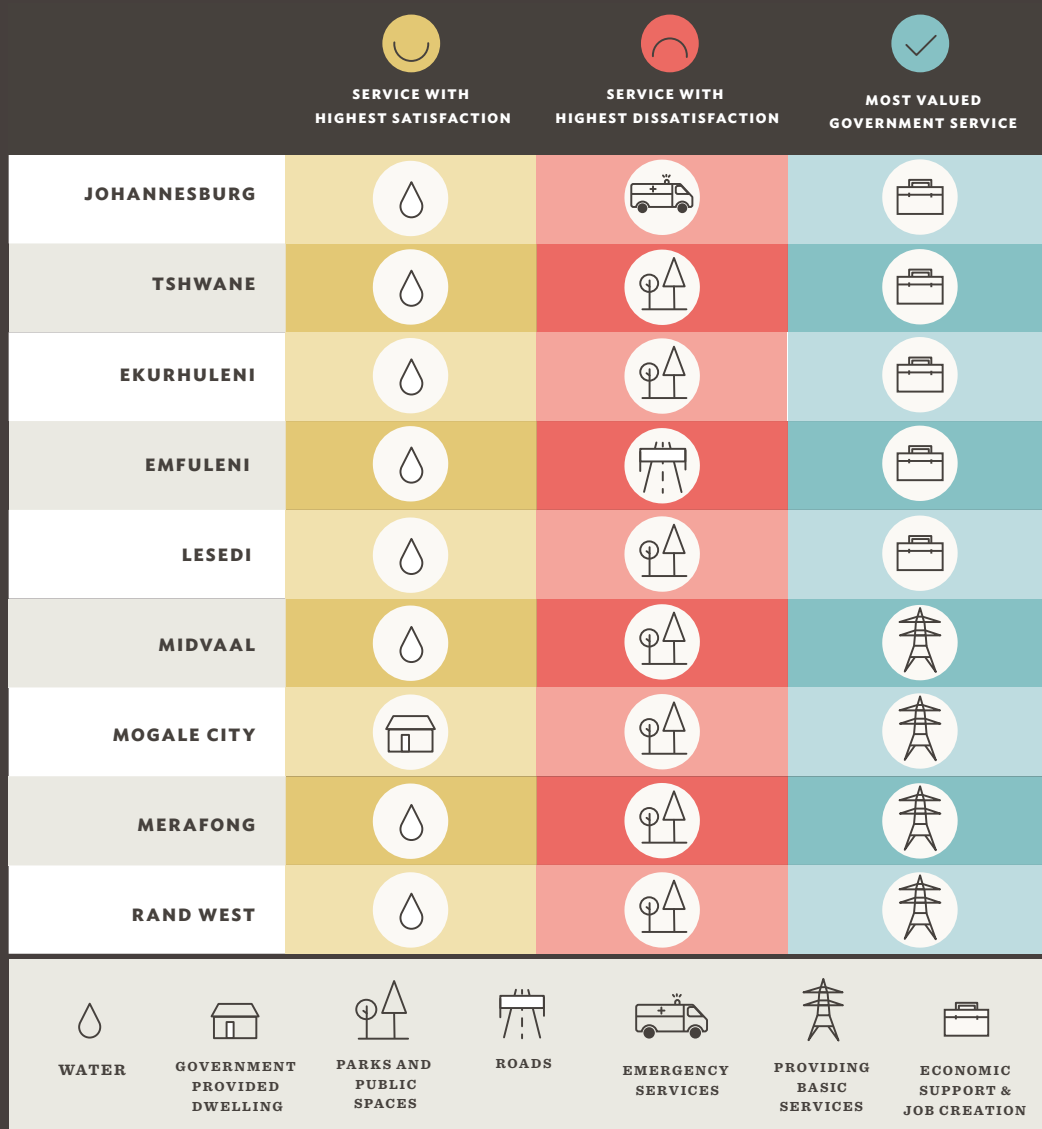 SERVICE WITH
HIGHEST SATISFACTION
SERVICE WITH
HIGHEST DISSATISFACTION
MOST VALUED
GOVERNMENT SERVICE
JOHANNESBURG
TSHWANE
EKURHULENI
EMFULENI
LESEDI
MIDVAAL
MOGALE CITY
MERAFONG
RAND WEST
WATER
GOVERNMENT
PROVIDED
DWELLING
PARKS AND
PUBLIC
SPACES
ROADS
EMERGENCY
SERVICES
PROVIDING
BASIC
SERVICES
ECONOMIC
SUPPORT &
JOB CREATION